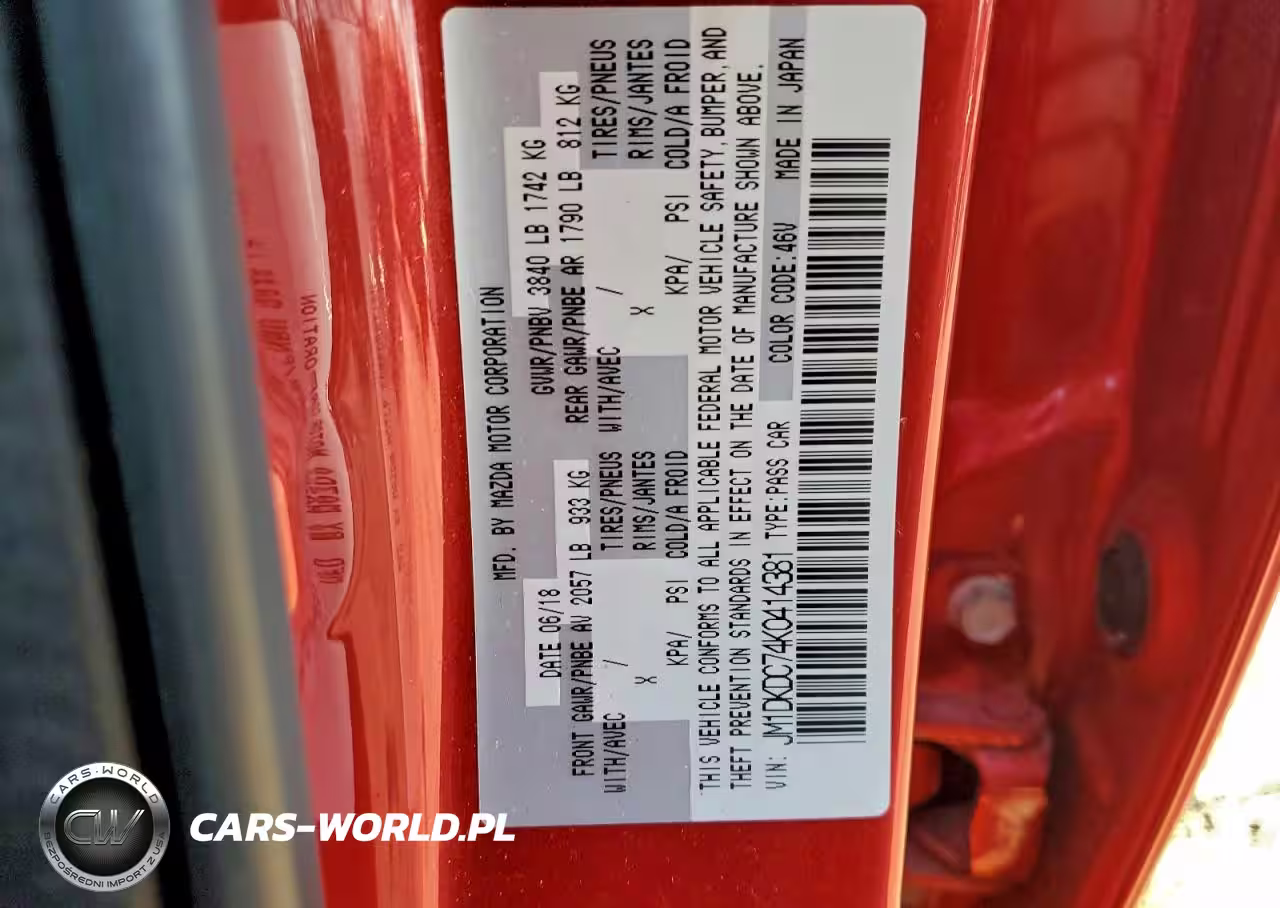 MFD. BY MAZDA MOTOR CORPORATION
DATE 06/18 GVWR/PNBV 3840 LB 1742 KG
FRONT GAWR/PNBE AV 2057 LB 933 KG REAR GAWR/PNBE AR 1790 LB 812 KG
WITH/AVEC / TIRES/PNEUS WITH/AVEC / TIRES/PNEUS
X RIMS/JANTES X RIMS/JANTES
KPA/ PSI COLD/A FROID KPA/ PSI COLD/A FROID
THIS VEHICLE CONFORMS TO ALL APPLICABLE FEDERAL MOTOR VEHICLE SAFETY, BUMPER, AND
THEFT PREVENTION STANDARDS IN EFFECT ON THE DATE OF MANUFACTURE SHOWN ABOVE.
VIN: JM1DKDC74K0414381 TYPE:PASS CAR COLOR CODE:46V MADE IN JAPAN
CARS-WORLD
CW
BEZPOŚREDNI IMPORT Z USA
CARS-WORLD.PL